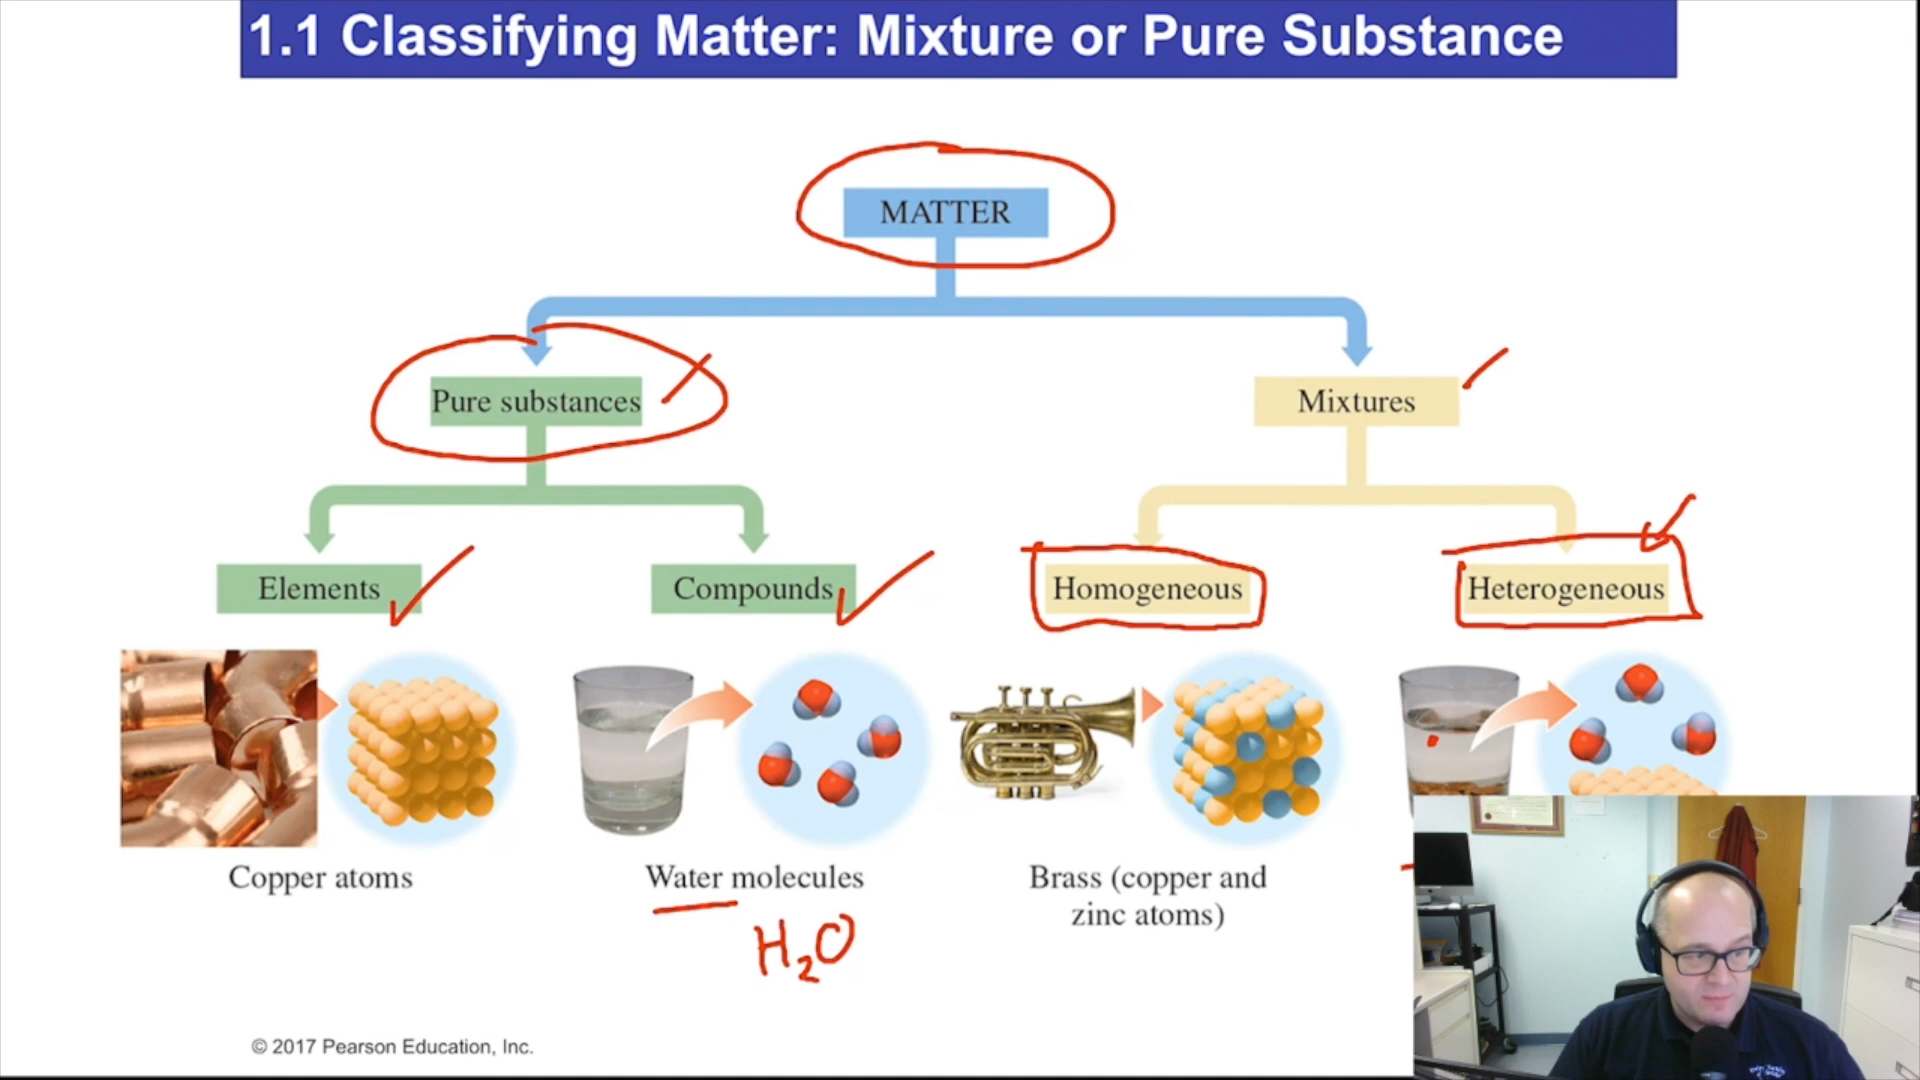 1.1 Classifying Matter: Mixture or Pure Substance
MATTER
Pure substances
Mixtures
Elements
Compounds
Homogeneous
Heterogeneous
Copper atoms
Water molecules
H₂O
Brass (copper and
zinc atoms)
© 2017 Pearson Education, Inc.